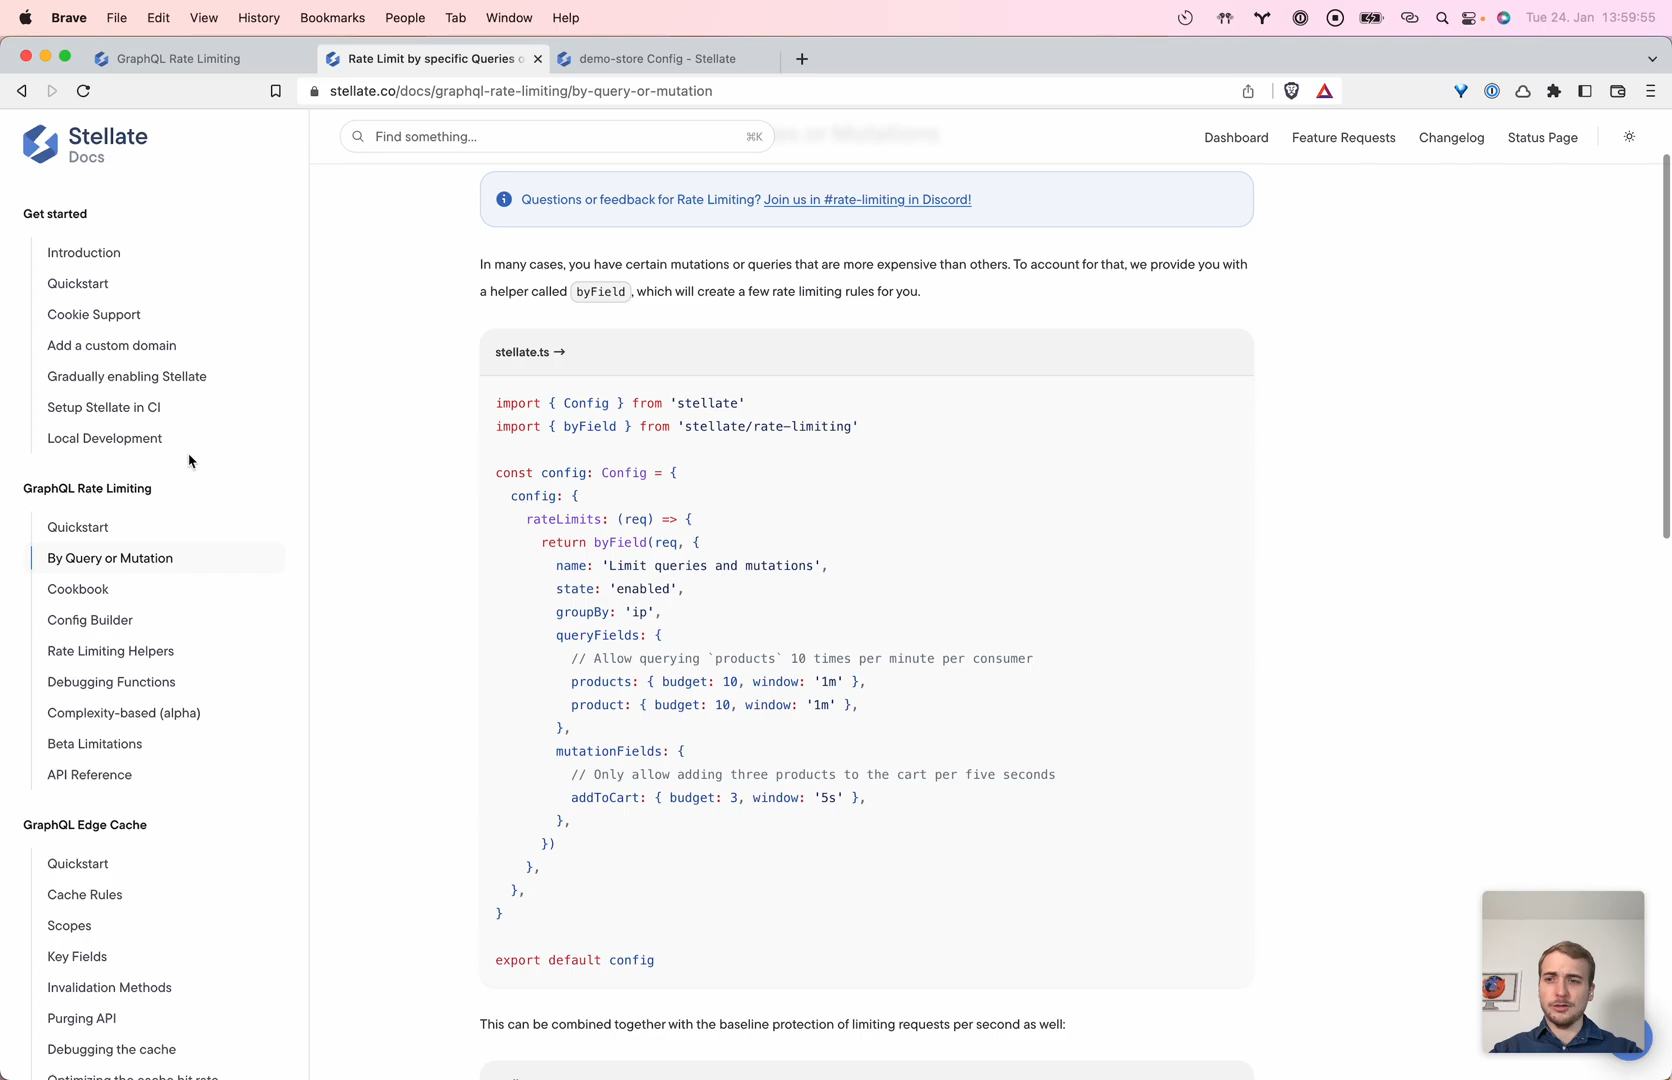 Brave File Edit View History Bookmarks People Tab Window Help Tue 24. Jan 13:59:55
GraphQL Rate Limiting
Rate Limit by specific Queries o
demo-store Config - Stellate
stellate.co/docs/graphql-rate-limiting/by-query-or-mutation
Stellate
Docs
Find something...
⌘K
or Mutations
Dashboard Feature Requests Changelog Status Page
Get started
Introduction
Quickstart
Cookie Support
Add a custom domain
Gradually enabling Stellate
Setup Stellate in CI
Local Development
GraphQL Rate Limiting
Quickstart
By Query or Mutation
Cookbook
Config Builder
Rate Limiting Helpers
Debugging Functions
Complexity-based (alpha)
Beta Limitations
API Reference
GraphQL Edge Cache
Quickstart
Cache Rules
Scopes
Key Fields
Invalidation Methods
Purging API
Debugging the cache
Optimizing the cache hit rate
Questions or feedback for Rate Limiting? Join us in #rate-limiting in Discord!
In many cases, you have certain mutations or queries that are more expensive than others. To account for that, we provide you with
a helper called byField, which will create a few rate limiting rules for you.
stellate.ts →
import { Config } from 'stellate'
import { byField } from 'stellate/rate-limiting'
const config: Config = {
config: {
rateLimits: (req) => {
return byField(req, {
name: 'Limit queries and mutations',
state: 'enabled',
groupBy: 'ip',
queryFields: {
// Allow querying `products` 10 times per minute per consumer
products: { budget: 10, window: '1m' },
product: { budget: 10, window: '1m' },
},
mutationFields: {
// Only allow adding three products to the cart per five seconds
addToCart: { budget: 3, window: '5s' },
},
})
},
},
}
export default config
This can be combined together with the baseline protection of limiting requests per second as well: